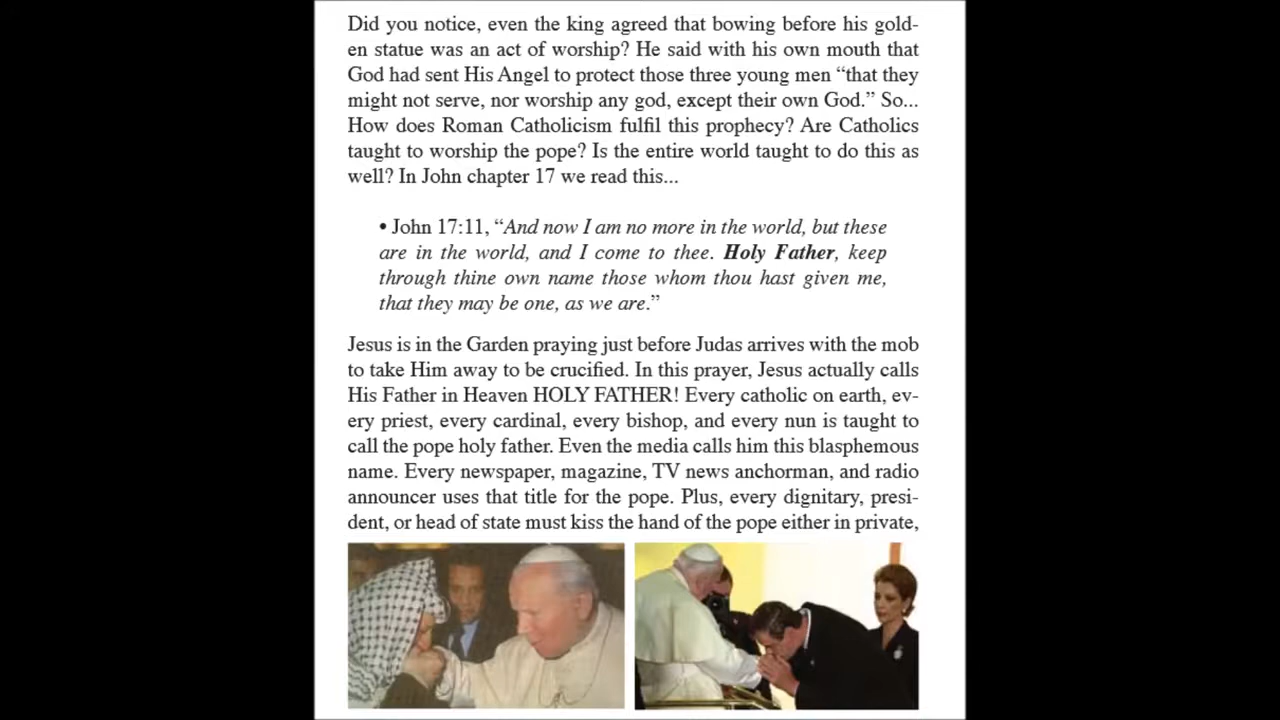 Did you notice, even the king agreed that bowing before his gold-
en statue was an act of worship? He said with his own mouth that
God had sent His Angel to protect those three young men “that they
might not serve, nor worship any god, except their own God.” So...
How does Roman Catholicism fulfil this prophecy? Are Catholics
taught to worship the pope? Is the entire world taught to do this as
well? In John chapter 17 we read this...
• John 17:11, “And now I am no more in the world, but these
are in the world, and I come to thee. Holy Father, keep
through thine own name those whom thou hast given me,
that they may be one, as we are.”
Jesus is in the Garden praying just before Judas arrives with the mob
to take Him away to be crucified. In this prayer, Jesus actually calls
His Father in Heaven HOLY FATHER! Every catholic on earth, ev-
ery priest, every cardinal, every bishop, and every nun is taught to
call the pope holy father. Even the media calls him this blasphemous
name. Every newspaper, magazine, TV news anchorman, and radio
announcer uses that title for the pope. Plus, every dignitary, presi-
dent, or head of state must kiss the hand of the pope either in private,